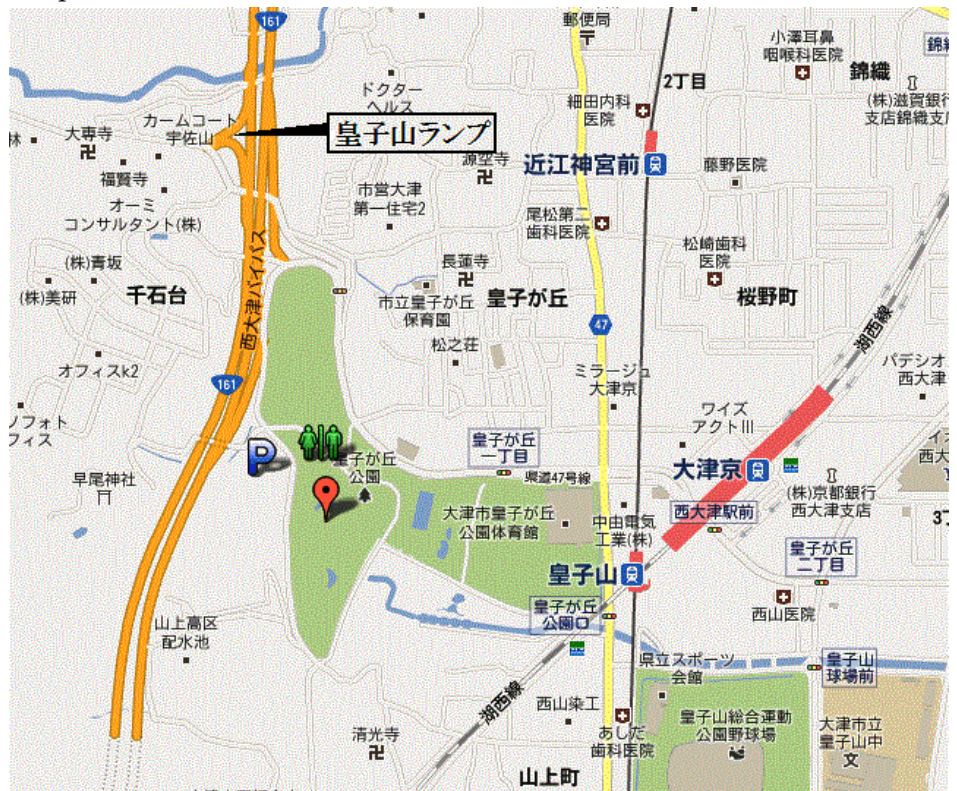 161
郵便局
小澤耳鼻
咽喉科医院
錦織
2丁目
ドクター
ヘルス
細田内科
医院
(株)滋賀銀行
支店錦織支
カームコート
宇佐山
大専寺
林
皇子山ランプ
源空寺
近江神宮前
藤野医院
福賢寺
オーミ
コンサルタント(株)
市営大津
第一住宅2
尾松第二
歯科医院
松崎歯科
医院
(株)青坂
(株)美研
千石台
西大津バイパス
長蓮寺
市立皇子が丘
保育園
皇子が丘
桜野町
47
湖西線
松之荘
オフィスk2
161
ミラージュ
大津京
パデシオ
西大津
ワイズ
アクトIII
ノフォト
フィス
早尾神社
P
皇子が丘
公園
皇子が丘
一丁目
県道47号線
大津京
(株)京都銀行
西大津支店
西大津駅前
大津市皇子が丘
公園体育館
中由電気
工業(株)
皇子が丘
二丁目
皇子山
皇子が丘
公園口
西山医院
山上高区
配水池
県立スポーツ
会館
皇子山
球場前
湖西線
西山染工
清光寺
あしだ
歯科医院
皇子山総合運動
公園野球場
大津市立
皇子山中
文
山上町